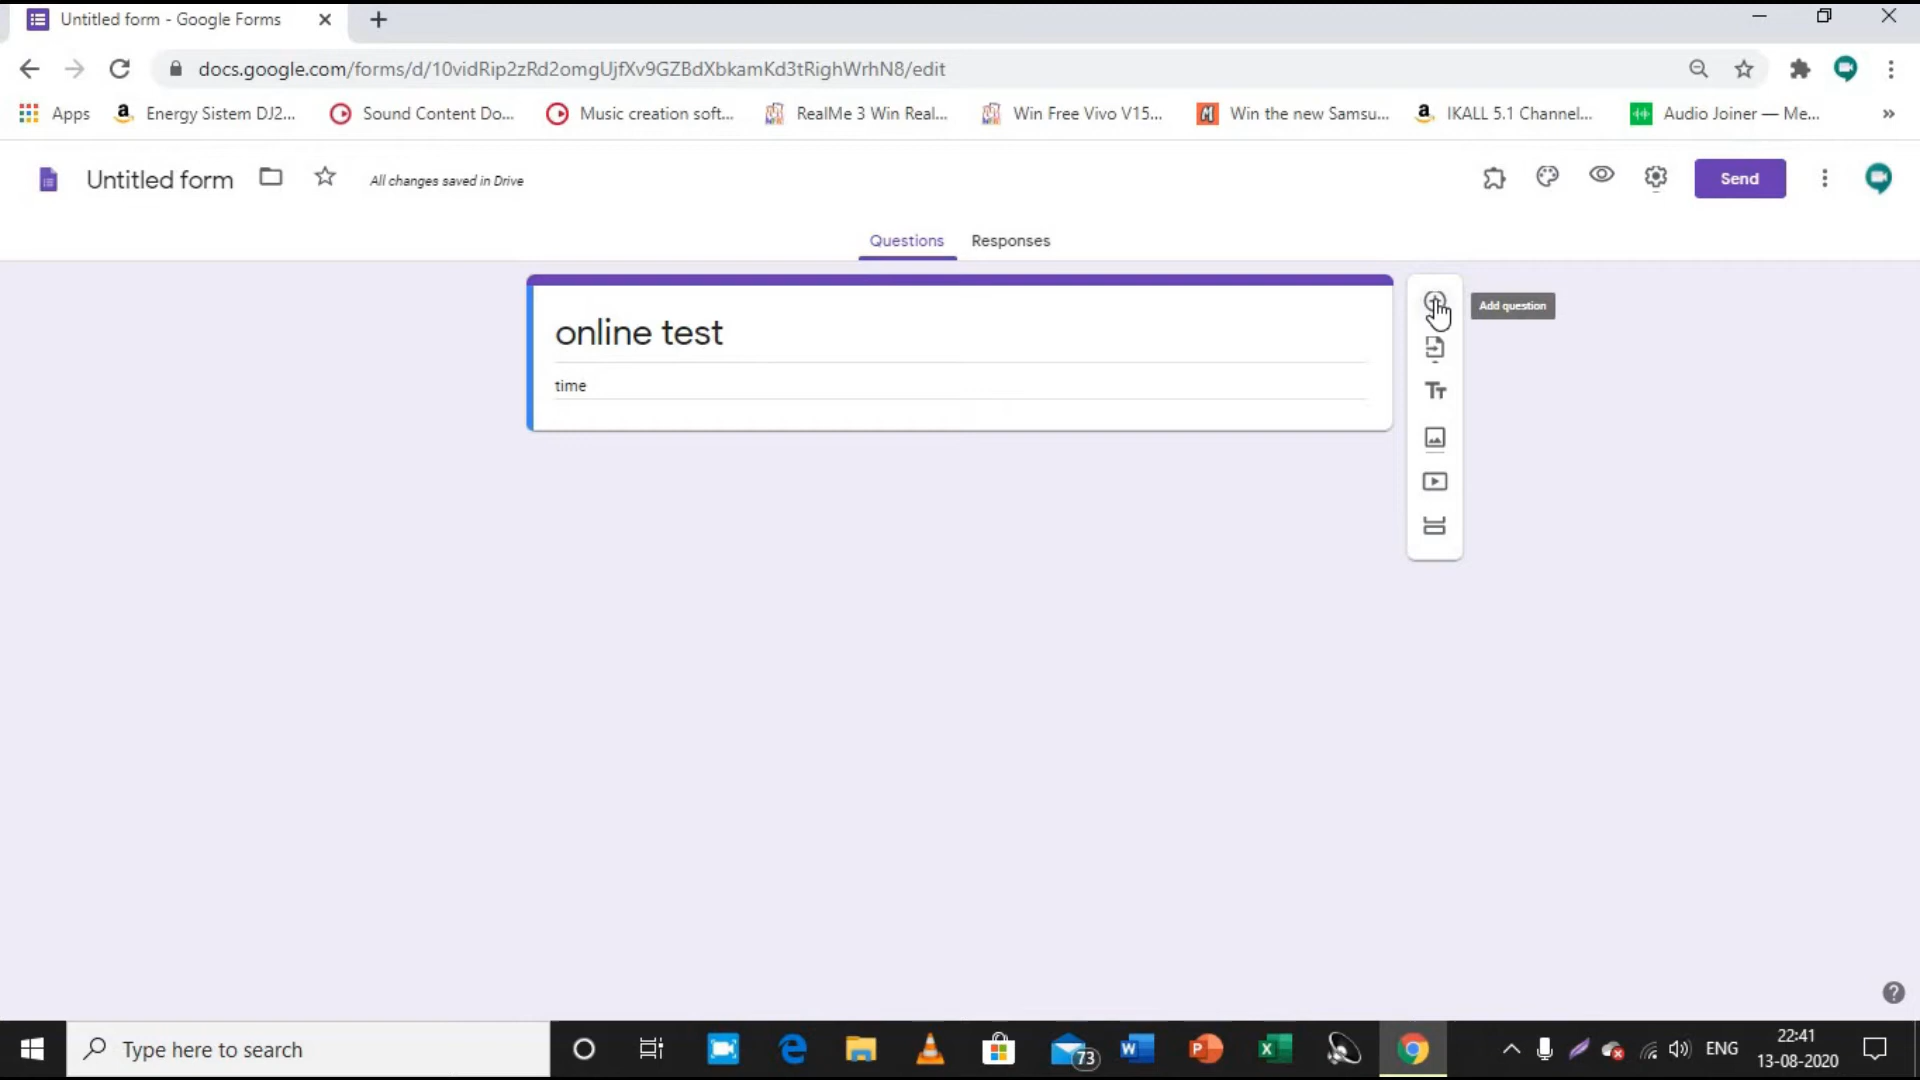 Untitled form - Google Forms
docs.google.com/forms/d/10vidRip2zRd2omgUjfXv9GZBdXbkamKd3tRighWrhN8/edit
Apps Energy Sistem DJ2... Sound Content Do... Music creation soft... RealMe 3 Win Real... Win Free Vivo V15... Win the new Samsu... IKALL 5.1 Channel... Audio Joiner — Me... »
Untitled form All changes saved in Drive Send
Questions Responses
Add question
online test
time
Type here to search 73 ENG 22:41
13-08-2020